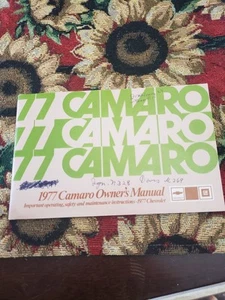 77 CAMARO
77 CAMARO
77 CAMARO
1977 Camaro Owner's Manual
Important operating, safety and maintenance instructions 1977 Chevrolet